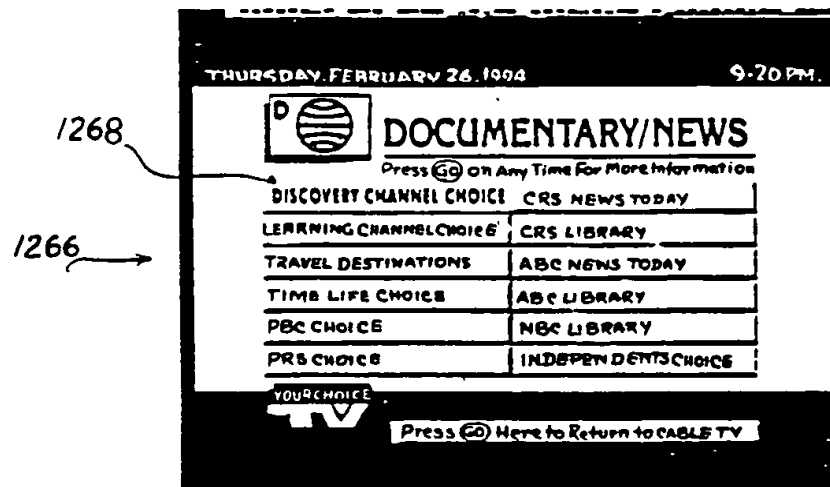 THURSDAY, FEBRUARY 26, 1994 9:20 PM.
D
DOCUMENTARY/NEWS
1268
Press GO on Any Time For More Information
DISCOVERY CHANNEL CHOICE CRS NEWS TODAY
LEARNING CHANNEL CHOICE CRS LIBRARY
1266
TRAVEL DESTINATIONS ABC NEWS TODAY
TIME LIFE CHOICE ABC LIBRARY
PBC CHOICE NBC LIBRARY
PRS CHOICE INDEPENDENTS CHOICE
YOUR CHOICE
TV
Press GO Here to Return to CABLE TV